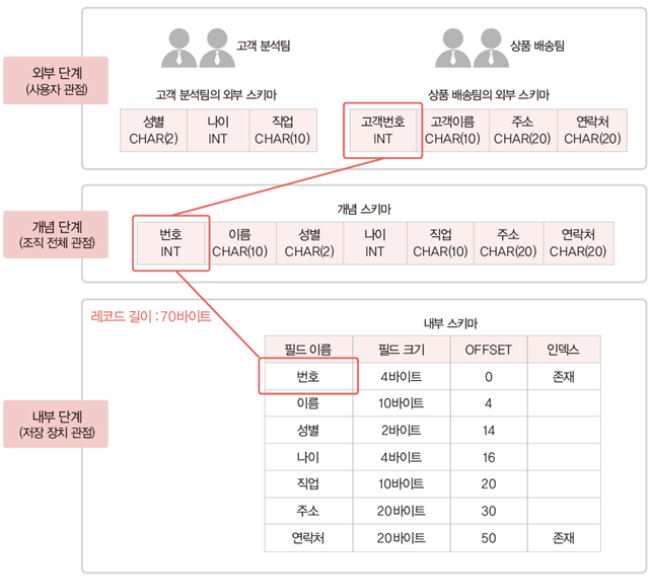 고객 분석팀
상품 배송팀
외부 단계
(사용자 관점)
고객 분석팀의 외부 스키마
상품 배송팀의 외부 스키마
성별 나이 직업
CHAR(2) INT CHAR(10)
고객번호 고객이름 주소 연락처
INT CHAR(10) CHAR(20) CHAR(20)
개념 단계
(조직 전체 관점)
개념 스키마
번호 이름 성별 나이 직업 주소 연락처
INT CHAR(10) CHAR(2) INT CHAR(10) CHAR(20) CHAR(20)
레코드 길이 : 70바이트
내부 스키마
내부 단계
(저장 장치 관점)
필드 이름 필드 크기 OFFSET 인덱스
번호 4바이트 0 존재
이름 10바이트 4
성별 2바이트 14
나이 4바이트 16
직업 10바이트 20
주소 20바이트 30
연락처 20바이트 50 존재